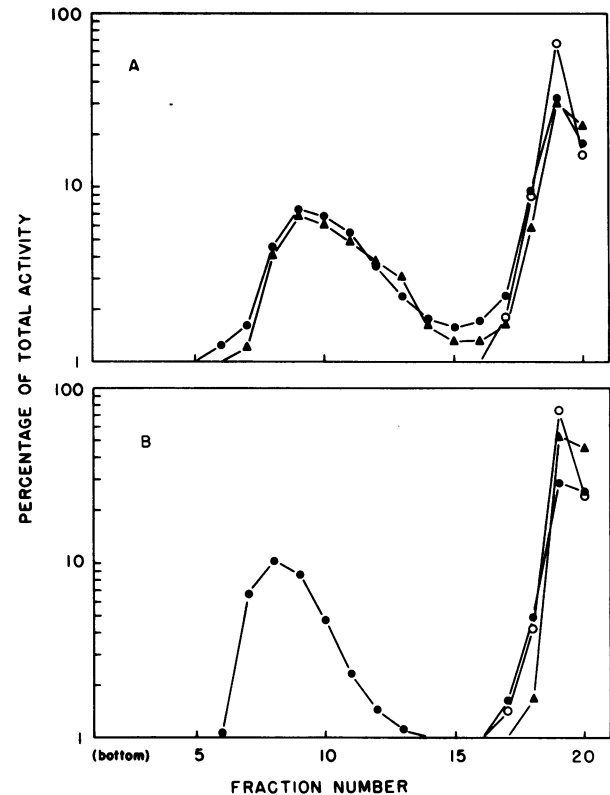 100
A
10
1
100
B
10
1
PERCENTAGE OF TOTAL ACTIVITY
(bottom) 5 10 15 20
FRACTION NUMBER